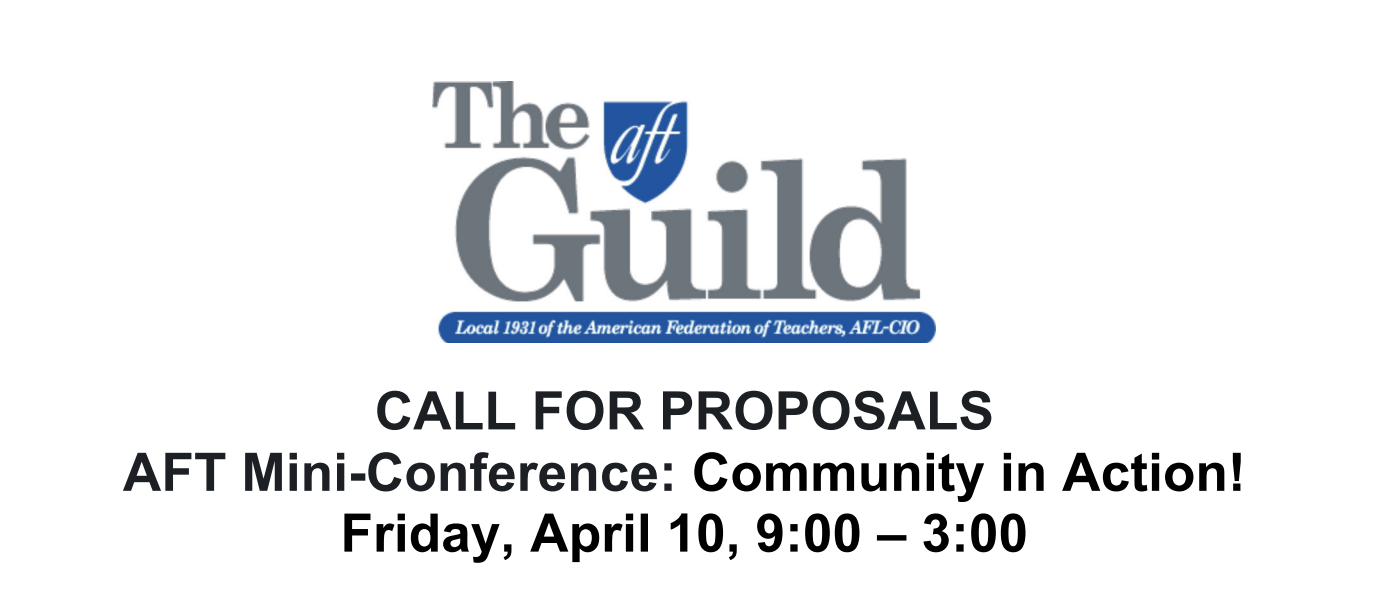 The
aft
Guild
Local 1931 of the American Federation of Teachers, AFL-CIO
CALL FOR PROPOSALS
AFT Mini-Conference: Community in Action!
Friday, April 10, 9:00 – 3:00